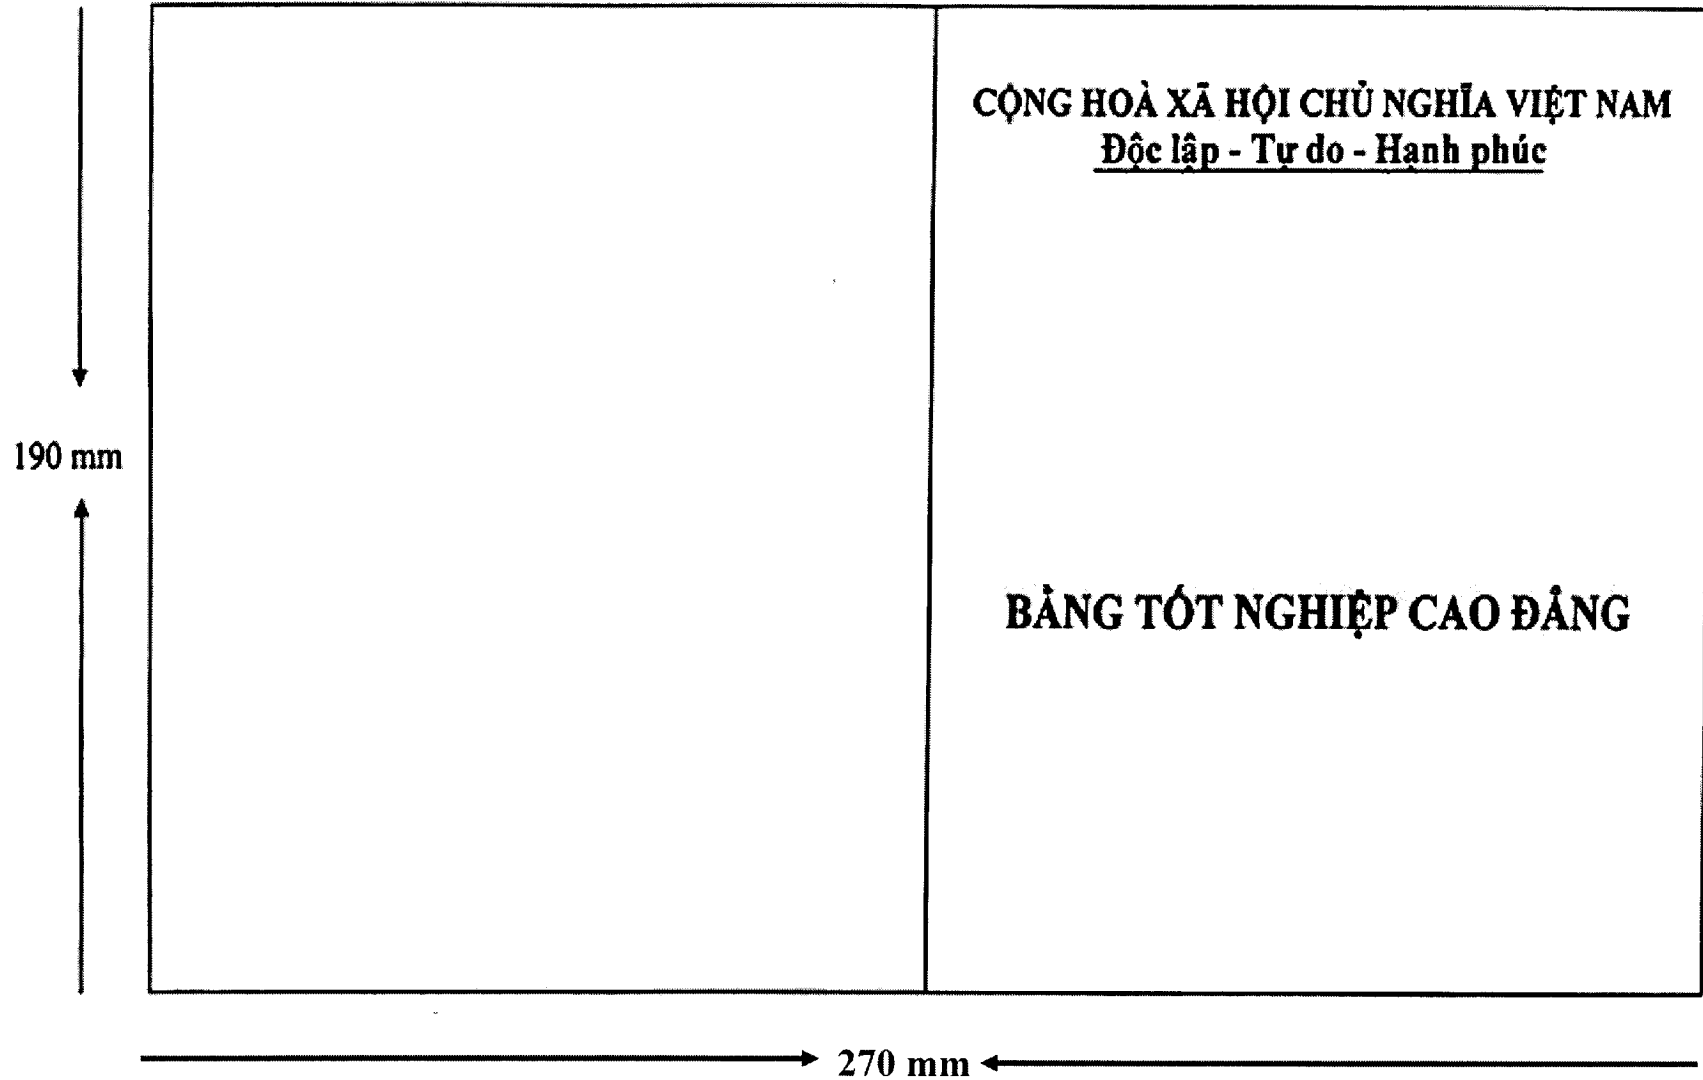 CỘNG HOÀ XÃ HỘI CHỦ NGHĨA VIỆT NAM
Độc lập - Tự do - Hạnh phúc
190 mm
BẰNG TỐT NGHIỆP CAO ĐẲNG
270 mm